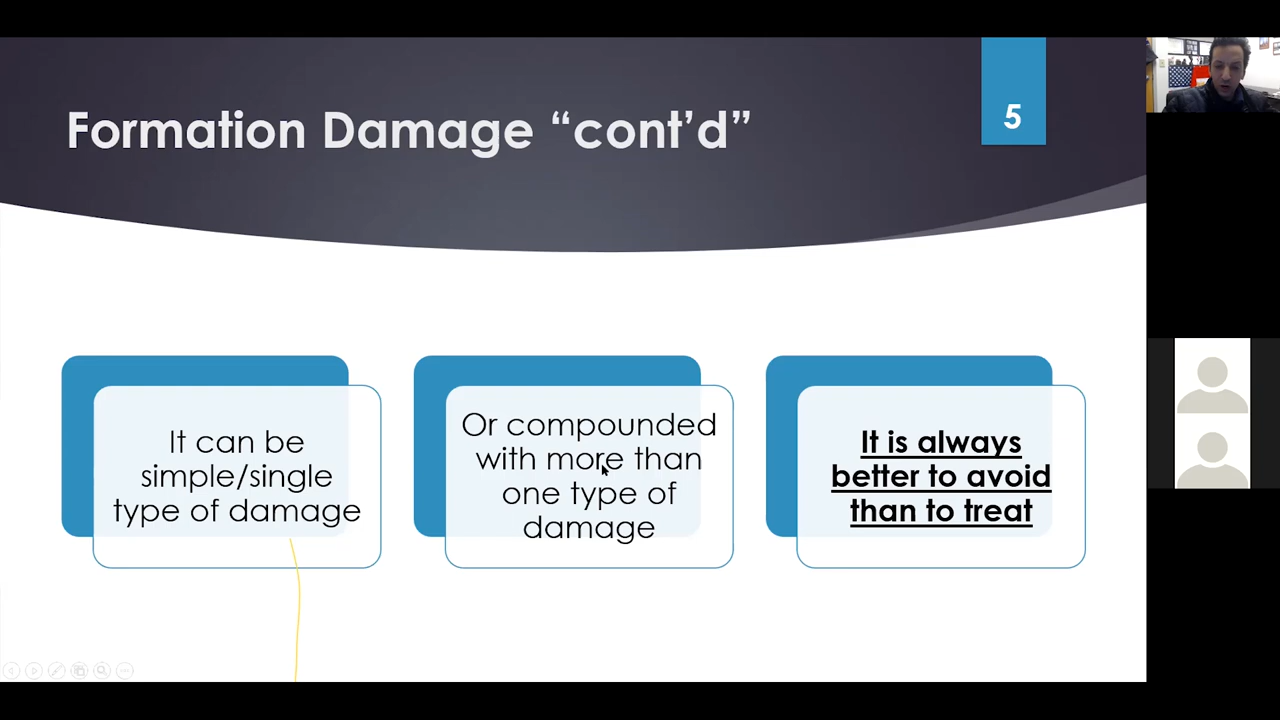 Formation Damage “cont’d”
5
It can be
simple/single
type of damage
Or compounded
with more than
one type of
damage
It is always
better to avoid
than to treat